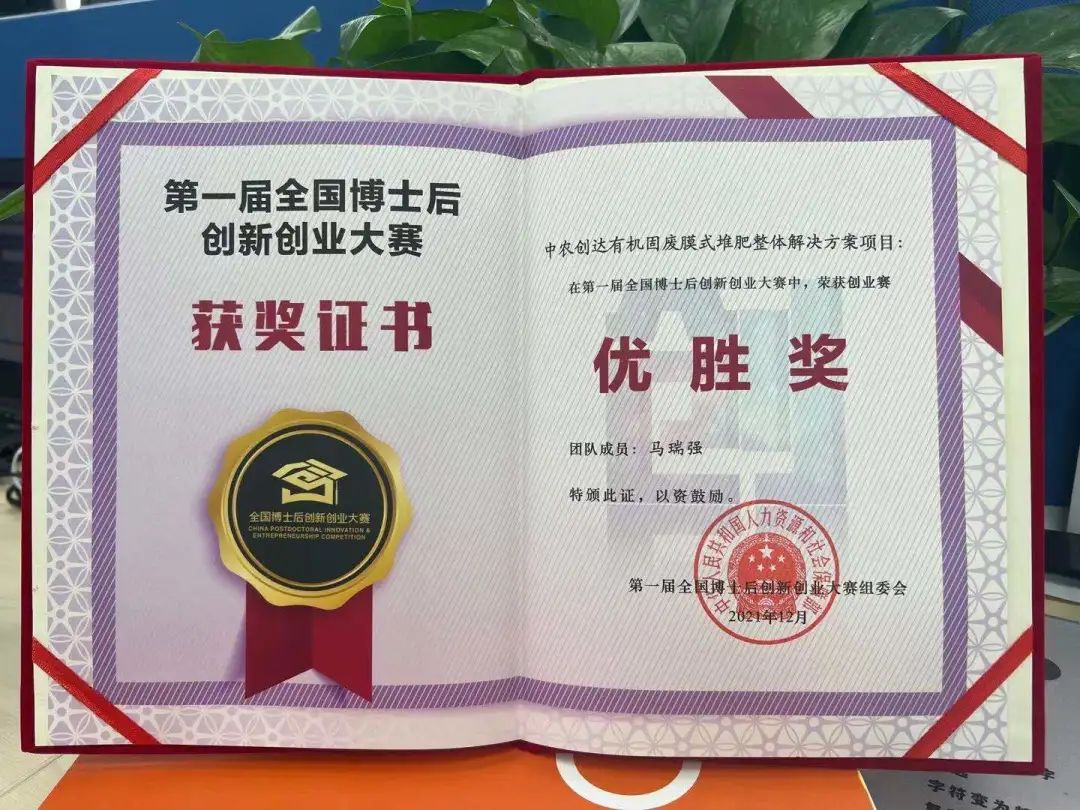 第一届全国博士后
创新创业大赛
获奖证书
全国博士后创新创业大赛
CHINA POSTDOCTORAL INNOVATION &
ENTREPRENEURSHIP COMPETITION
中农创达有机固废膜式堆肥整体解决方案项目：
在第一届全国博士后创新创业大赛中，荣获创业赛
优胜奖
团队成员：马瑞强
特颁此证，以资鼓励。
中华人民共和国人力资源和社会保障部
第一届全国博士后创新创业大赛组委会
2021年12月
字
字符变为